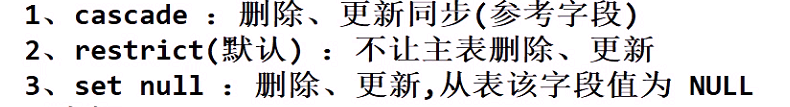 1、cascade ：删除、更新同步(参考字段)
2、restrict(默认) ：不让主表删除、更新
3、set null ：删除、更新,从表该字段值为 NULL